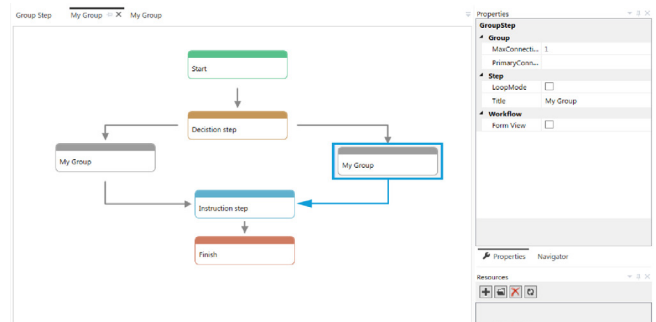 Group Step My Group My Group
Start
Decistion step
My Group
My Group
Instruction step
Finish
Properties
GroupStep
Group
MaxConnecti... 1
PrimaryConn...
Step
LoopMode
Title My Group
Workflow
Form View
Properties Navigator
Resources